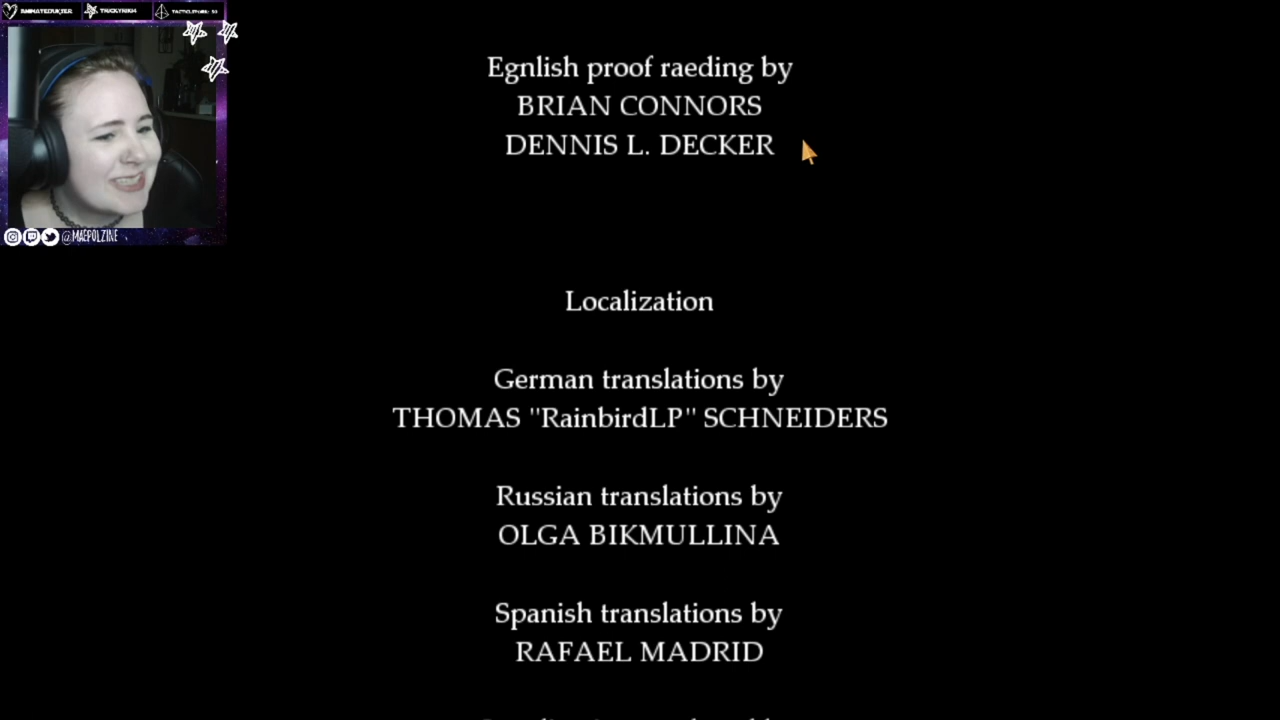 ANIMATEDUKTER
@MAEPOLZINE
Egnlish proof raeding by
BRIAN CONNORS
DENNIS L. DECKER
Localization
German translations by
THOMAS "RainbirdLP" SCHNEIDERS
Russian translations by
OLGA BIKMULLINA
Spanish translations by
RAFAEL MADRID